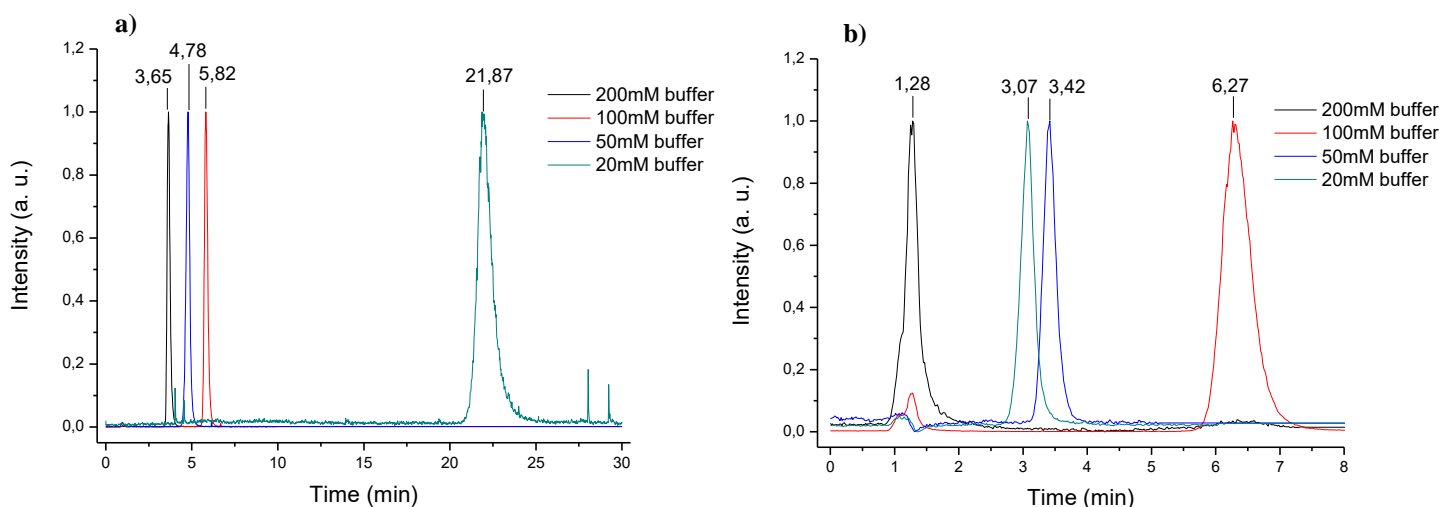 a)
1,2
1,0
0,8
0,6
0,4
0,2
0,0
Intensity (a. u.)
3,65
4,78
5,82
21,87
200mM buffer
100mM buffer
50mM buffer
20mM buffer
0 5 10 15 20 25 30
Time (min)
b)
1,2
1,0
0,8
0,6
0,4
0,2
0,0
Intensity (a. u.)
1,28
3,07
3,42
6,27
200mM buffer
100mM buffer
50mM buffer
20mM buffer
0 1 2 3 4 5 6 7 8
Time (min)